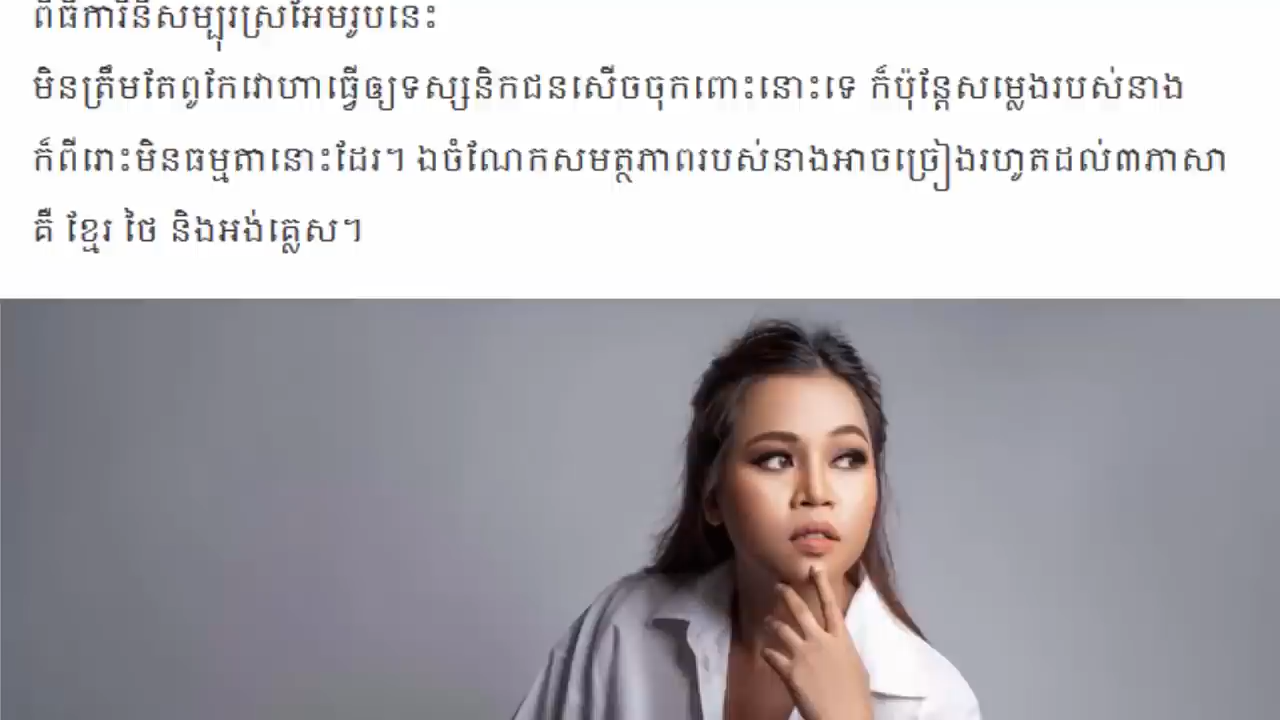 ពិធីការិនីសម្បុរស្រអែមរូបនេះ
មិនត្រឹមតែពូកែវោហាធ្វើឲ្យទស្សនិកជនសើចចុកពោះនោះទេ ក៏ប៉ុន្តែសម្លេងរបស់នាង
ក៏ពីរោះមិនធម្មតានោះដែរ។ ឯចំណែកសមត្ថភាពរបស់នាងអាចច្រៀងរហូតដល់៣ភាសា
គឺ ខ្មែរ ថៃ និងអង់គ្លេស។